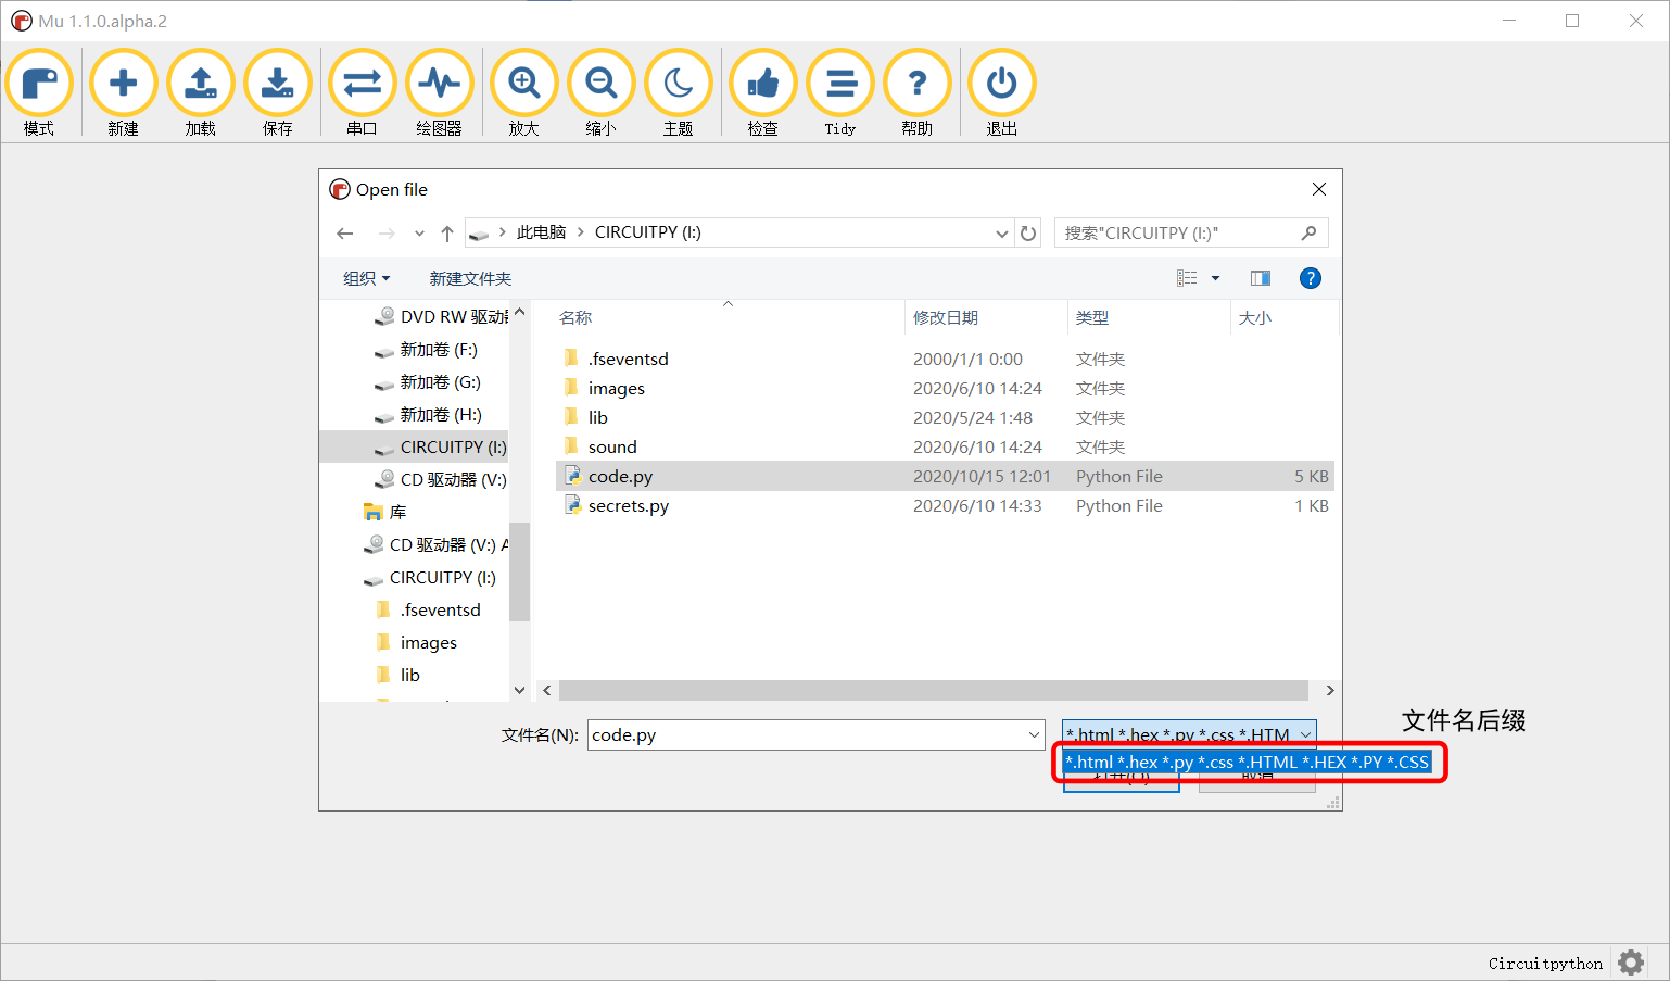 Mu 1.1.0.alpha.2
模式 新建 加载 保存 串口 绘图器 放大 缩小 主题 检查 Tidy 帮助 退出
Open file
此电脑 CIRCUITPY (I:)
搜索"CIRCUITPY (I:)"
组织 新建文件夹
DVD RW 驱动
新加卷 (F:)
新加卷 (G:)
新加卷 (H:)
CIRCUITPY (I:)
CD 驱动器 (V:)
库
CD 驱动器 (V:) A
CIRCUITPY (I:)
.fseventsd
images
lib
名称 修改日期 类型 大小
.fseventsd 2000/1/1 0:00 文件夹
images 2020/6/10 14:24 文件夹
lib 2020/5/24 1:48 文件夹
sound 2020/6/10 14:24 文件夹
code.py 2020/10/15 12:01 Python File 5 KB
secrets.py 2020/6/10 14:33 Python File 1 KB
文件名后缀
文件名(N): code.py
*.html *.hex *.py *.css *.HTM
*.html *.hex *.py *.css *.HTML *.HEX *.PY *.CSS
打开(O) 取消
Circuitpython